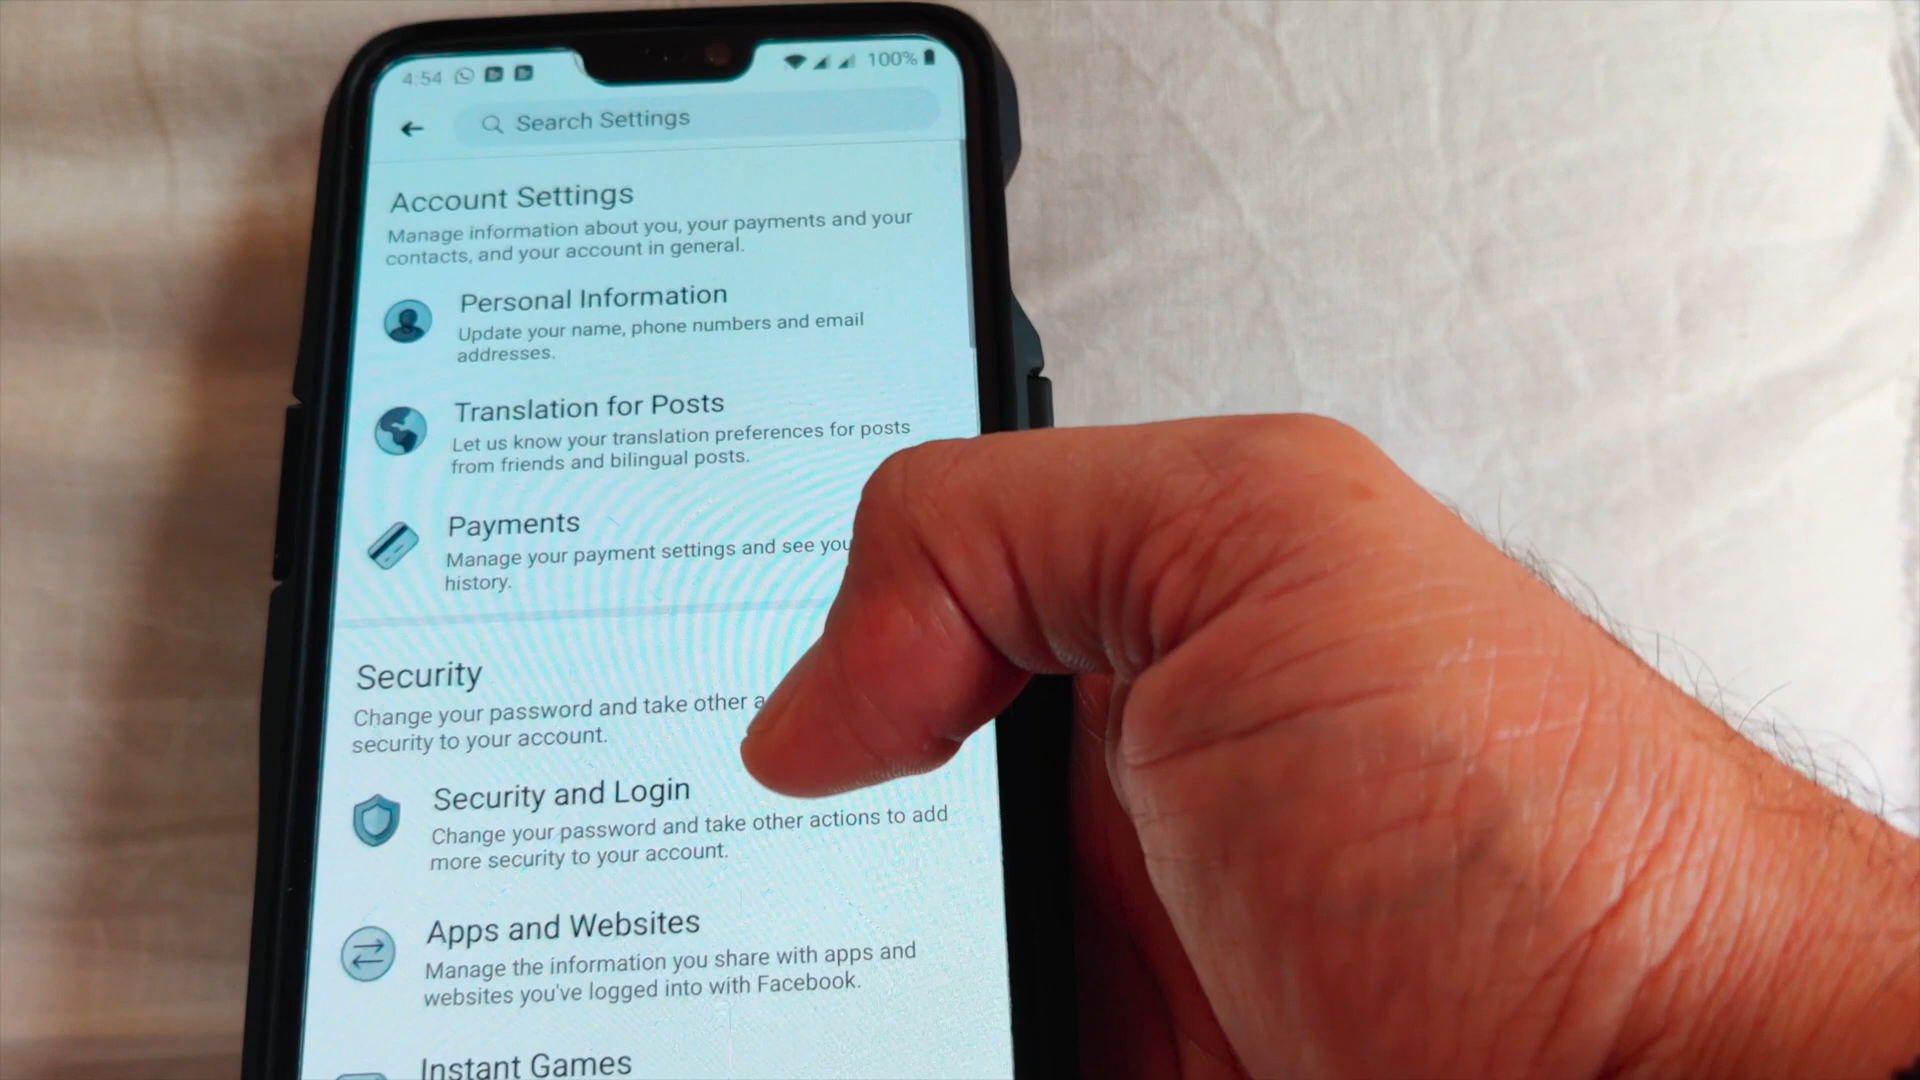 4:54 100%
Search Settings
Account Settings
Manage information about you, your payments and your
contacts, and your account in general.
Personal Information
Update your name, phone numbers and email
addresses.
Translation for Posts
Let us know your translation preferences for posts
from friends and bilingual posts.
Payments
Manage your payment settings and see you
history.
Security
Change your password and take other a
security to your account.
Security and Login
Change your password and take other actions to add
more security to your account.
Apps and Websites
Manage the information you share with apps and
websites you've logged into with Facebook.
Instant Games